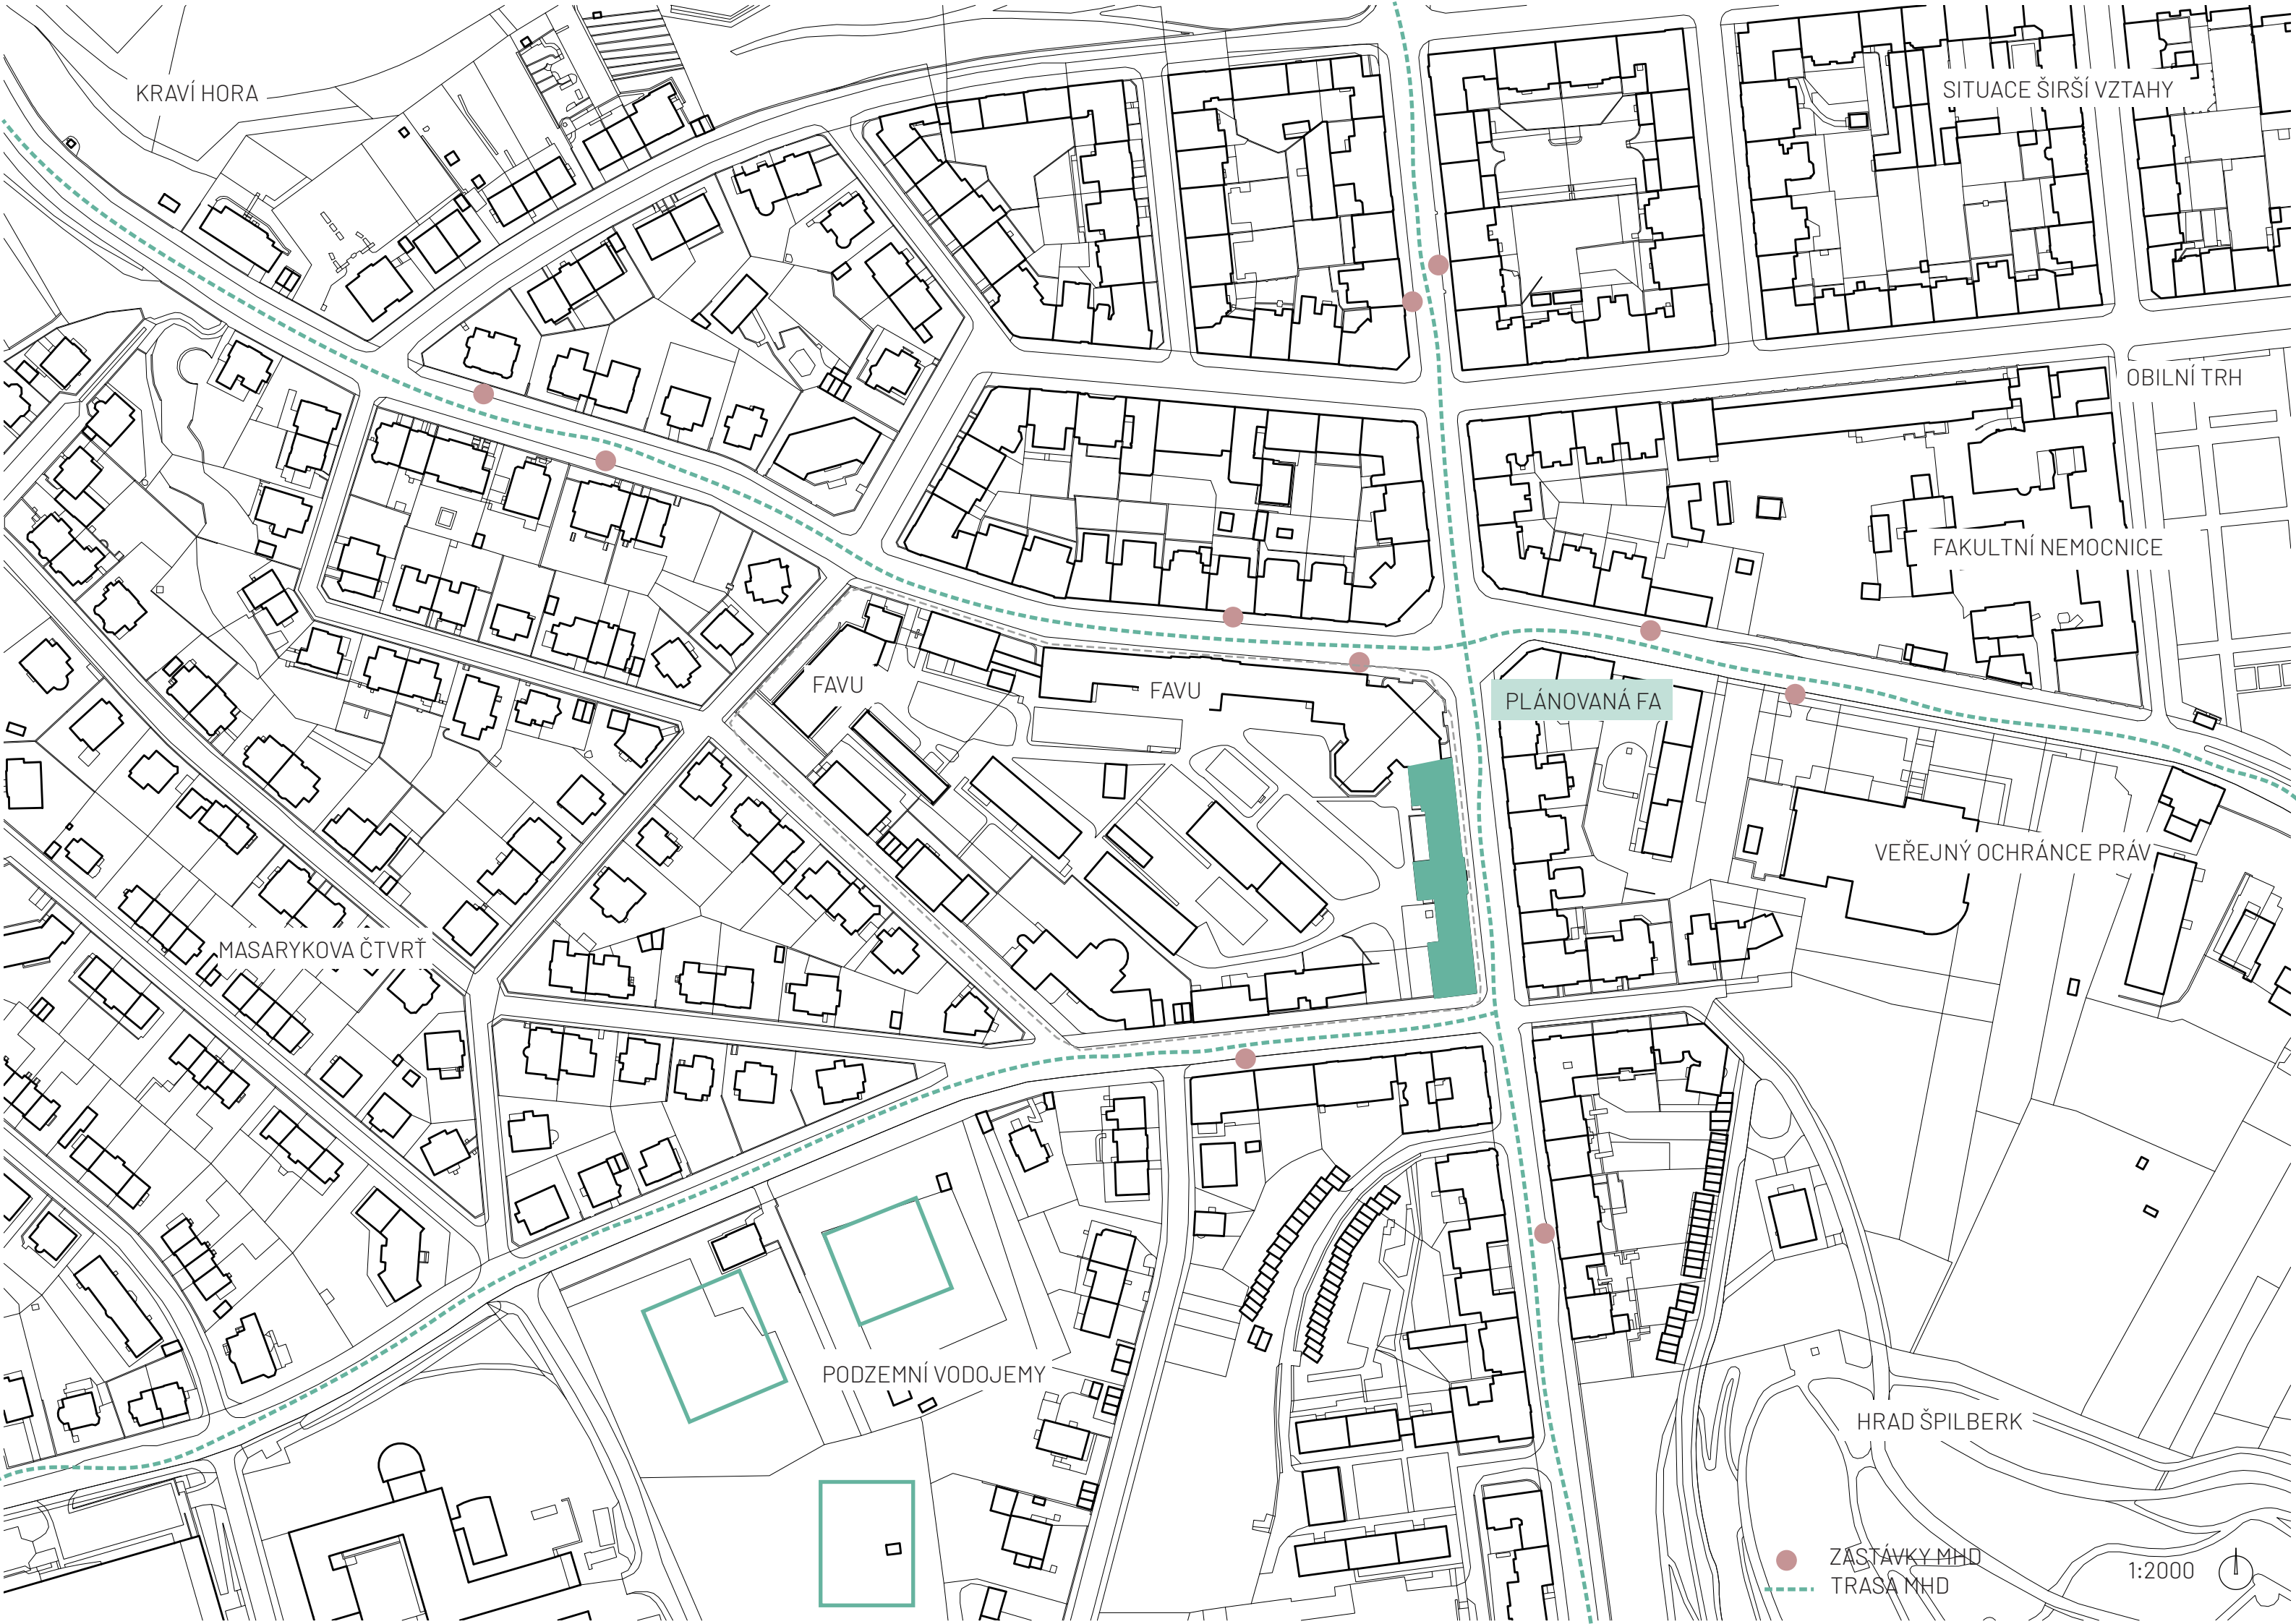 KRAVÍ HORA
SITUACE ŠIRŠÍ VZTAHY
OBILNÍ TRH
FAKULTNÍ NEMOCNICE
FAVU
FAVU
PLÁNOVANÁ FA
VEŘEJNÝ OCHRÁNCE PRÁV
MASARYKOVA ČTVRŤ
PODZEMNÍ VODOJEMY
HRAD ŠPILBERK
ZASTÁVKY MHD
TRASA MHD
1:2000